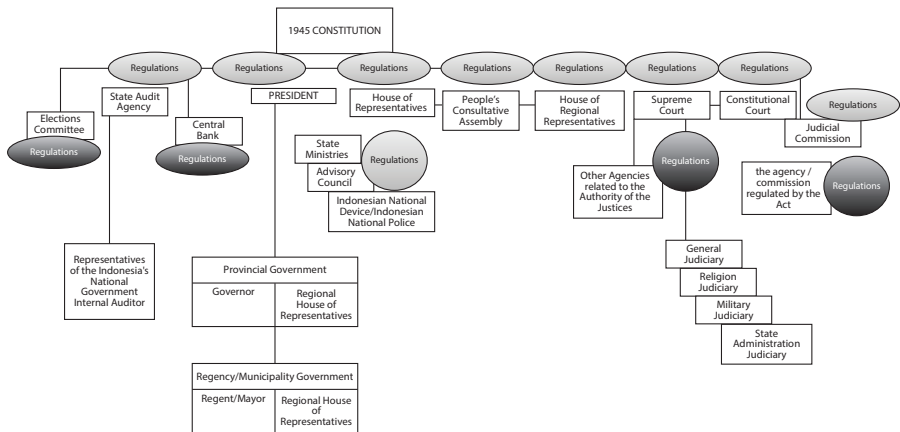 1945 CONSTITUTION
Regulations
Regulations
Regulations
Regulations
Regulations
Regulations
Regulations
Elections
Committee
Regulations
State Audit
Agency
Central
Bank
Regulations
PRESIDENT
House of
Representatives
People's
Consultative
Assembly
House of
Regional
Representatives
Supreme
Court
Constitutional
Court
Regulations
Judicial
Commission
State
Ministries
Advisory
Council
Regulations
Indonesian National
Device/Indonesian
National Police
Other Agencies
related to the
Authority of the
Justices
Regulations
the agency /
commission
regulated by the
Act
Regulations
Representatives
of the Indonesia's
National
Government
Internal Auditor
Provincial Government
Governor
Regional
House of
Representatives
General
Judiciary
Religion
Judiciary
Military
Judiciary
State
Administration
Judiciary
Regency/Municipality Government
Regent/Mayor
Regional House
of
Representatives